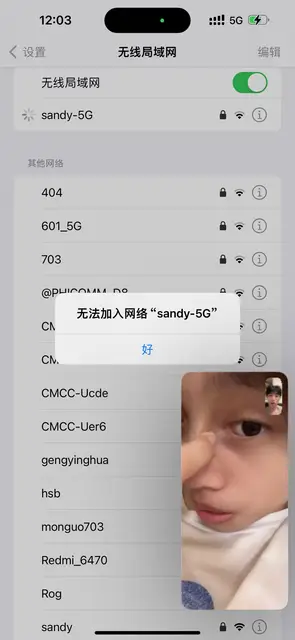 12:03
5G
设置
无线局域网
编辑
无线局域网
sandy-5G
其他网络
404
601_5G
703
@PHICOMM_D8
无法加入网络“sandy-5G”
好
CMCC-Ucde
CMCC-Uer6
gengyinghua
hsb
monguo703
Redmi_6470
Rog
sandy